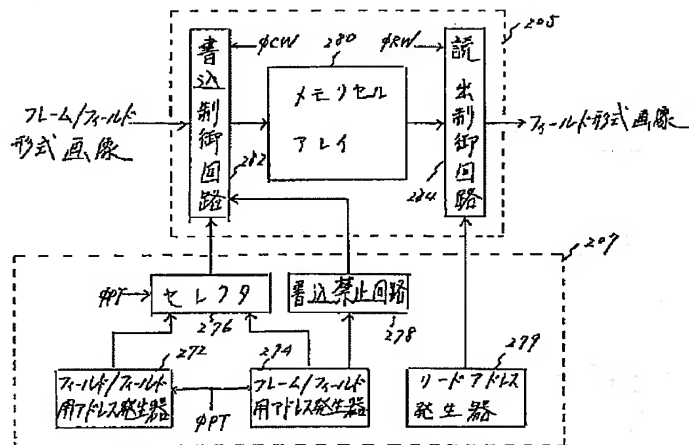 205
φCW
280
φRW
書込制御回路
メモリセル
アレイ
読出制御回路
フレーム/フィールド
形式画像
フィールド形式画像
282
284
207
φPT
セレクタ
書込禁止回路
276
278
272
274
279
フィールド/フィールド
用アドレス発生器
フレーム/フィールド
用アドレス発生器
リードアドレス
発生器
φPT